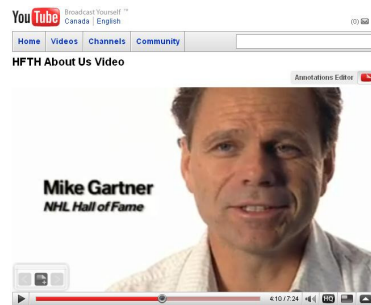 You Tube Broadcast Yourself ™
Canada | English
(0)
Home Videos Channels Community
HFTH About Us Video
Annotations Editor
Mike Gartner
NHL Hall of Fame
4:10 / 7:24 HQ